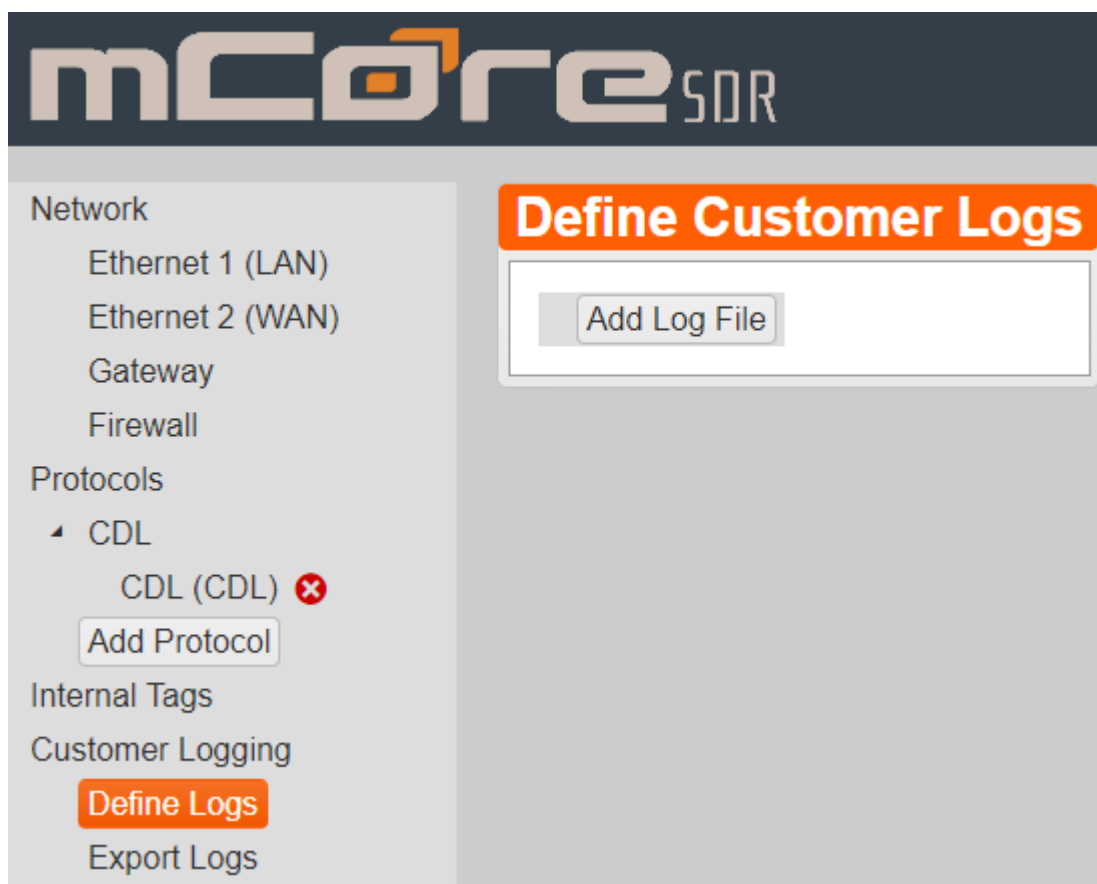 mCore SDR
Network
Ethernet 1 (LAN)
Ethernet 2 (WAN)
Gateway
Firewall
Protocols
CDL
CDL (CDL)
Add Protocol
Internal Tags
Customer Logging
Define Logs
Export Logs
Define Customer Logs
Add Log File